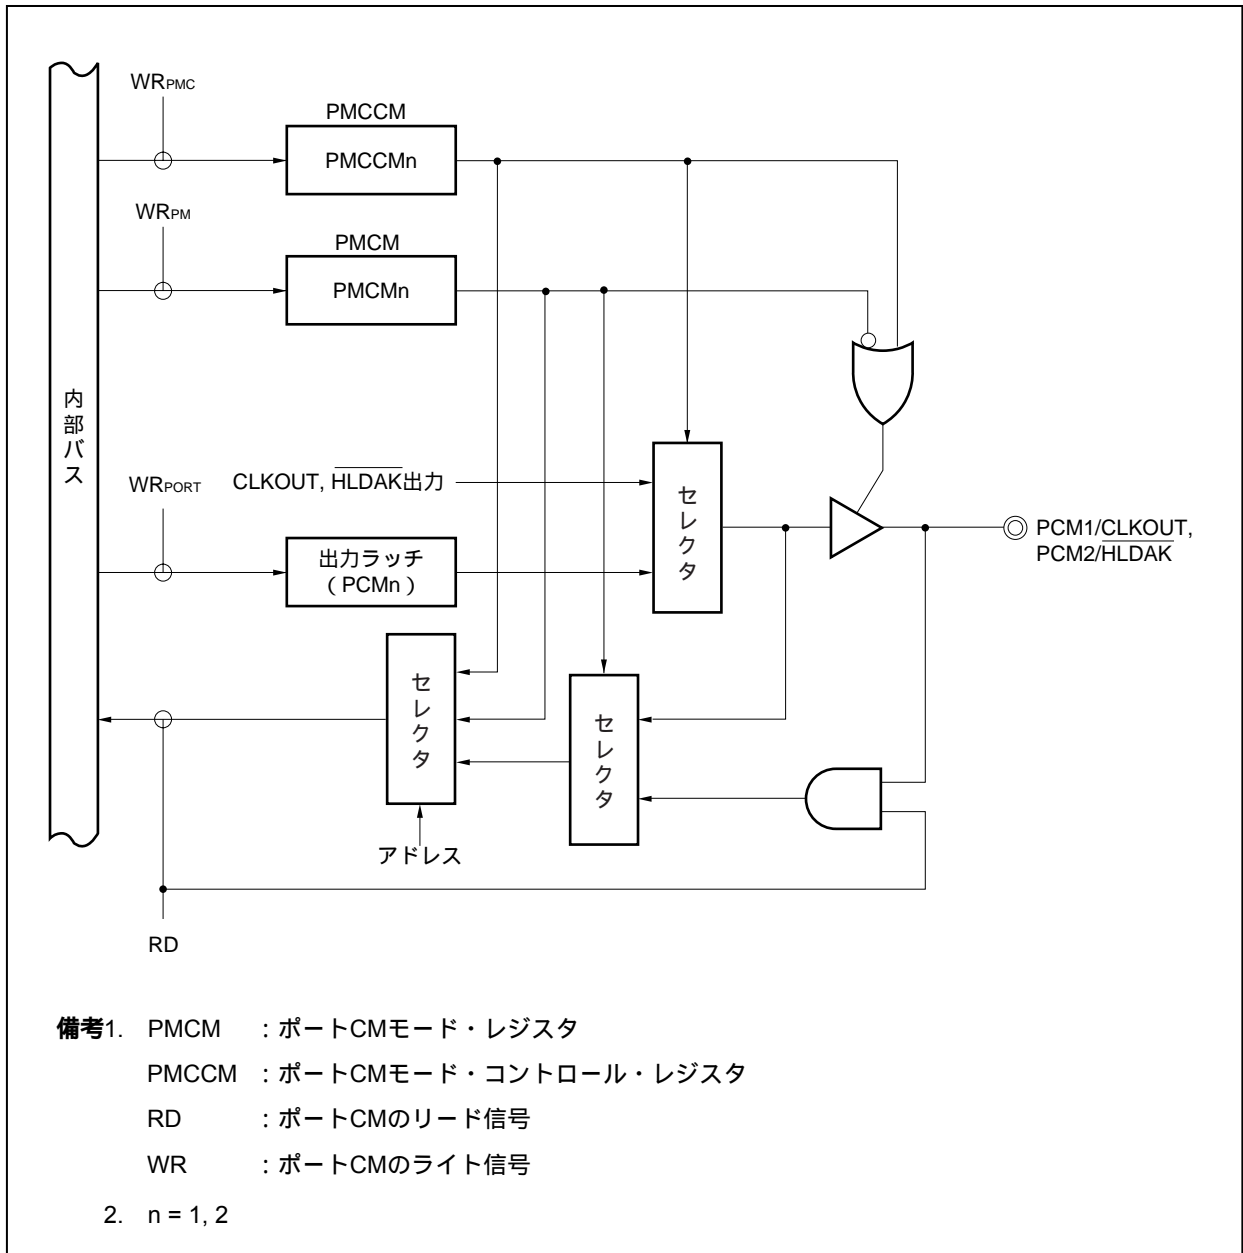 WRPMC
PMCCM
PMCCMn
WRPM
PMCM
PMCMn
内部バス
WRPORT
CLKOUT, HLDAK出力
セレクタ
出力ラッチ
（PCMn）
PCM1/CLKOUT,
PCM2/HLDAK
セレクタ
セレクタ
アドレス
RD
備考1. PMCM ：ポートCMモード・レジスタ
PMCCM ：ポートCMモード・コントロール・レジスタ
RD ：ポートCMのリード信号
WR ：ポートCMのライト信号
2. n = 1, 2